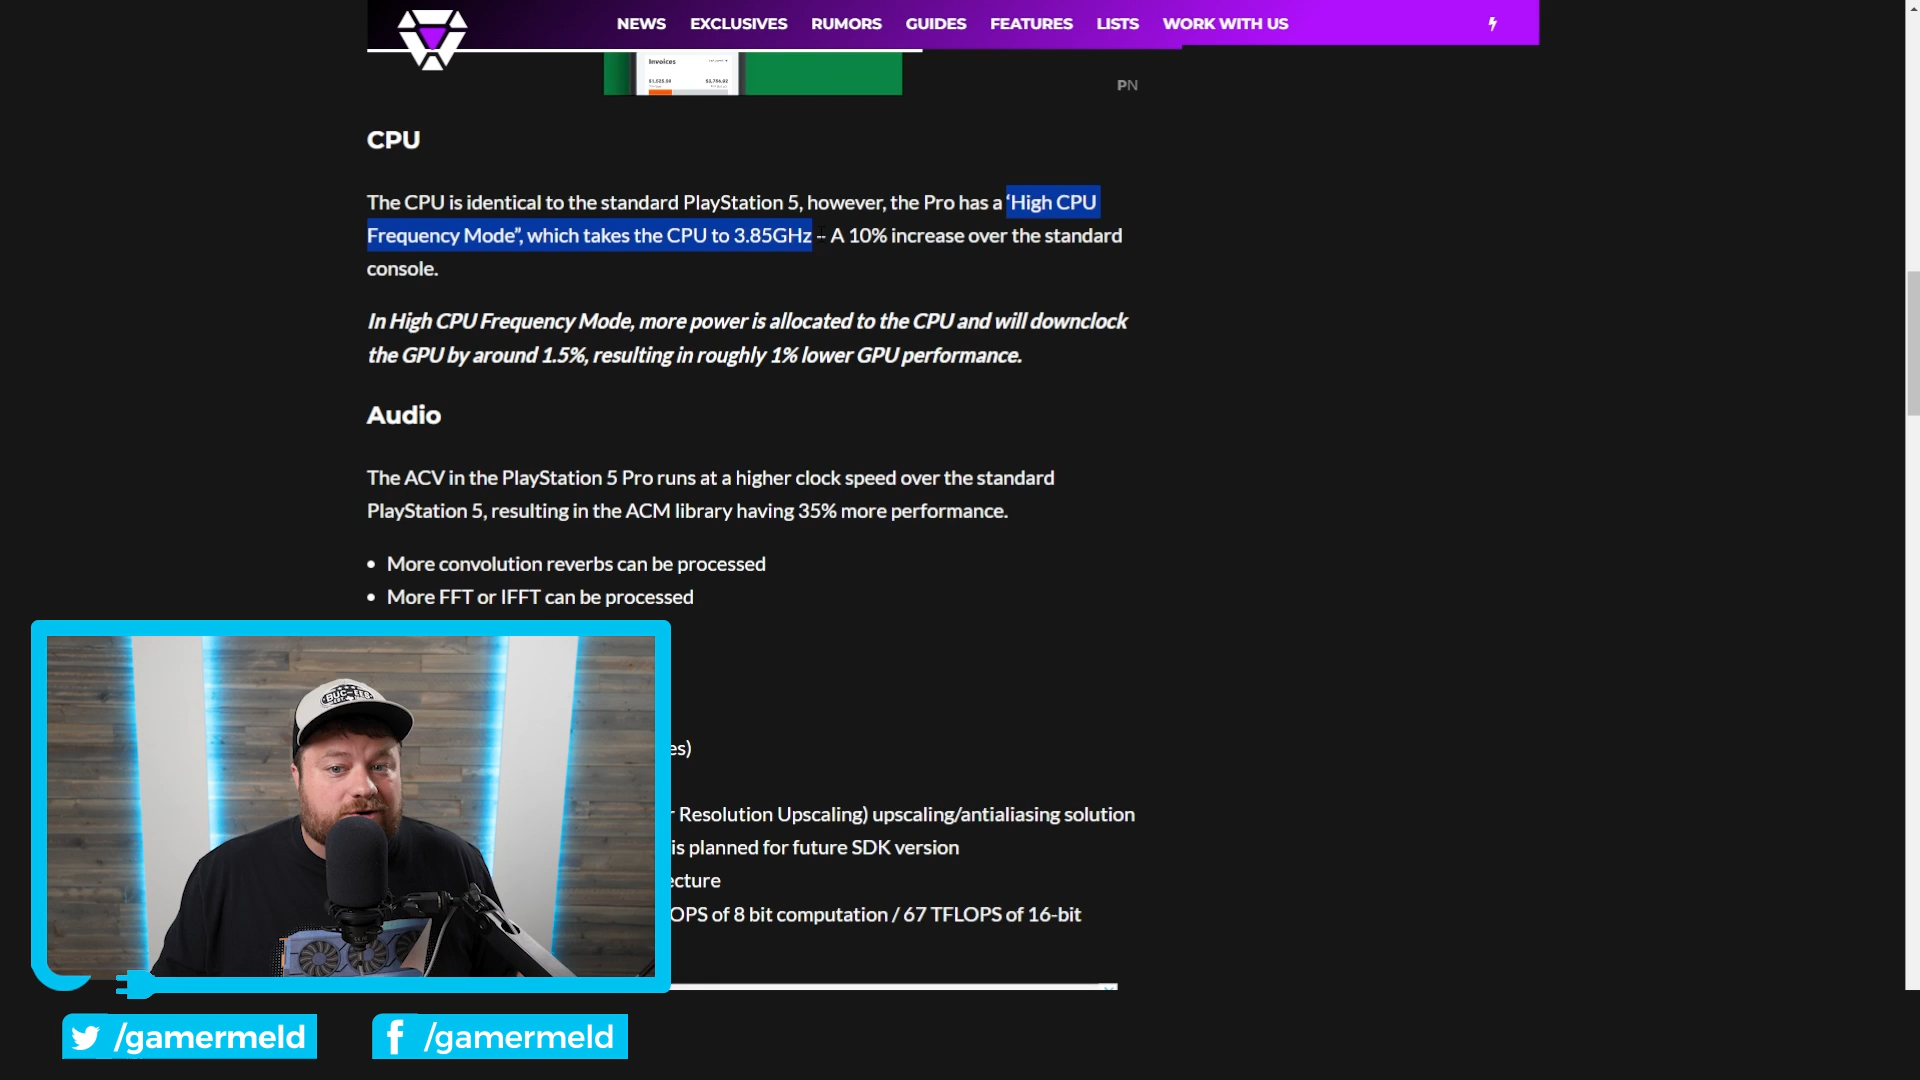 NEWS EXCLUSIVES RUMORS GUIDES FEATURES LISTS WORK WITH US
Invoices
PN
CPU
The CPU is identical to the standard PlayStation 5, however, the Pro has a ‘High CPU
Frequency Mode”, which takes the CPU to 3.85GHz – A 10% increase over the standard
console.
In High CPU Frequency Mode, more power is allocated to the CPU and will downclock
the GPU by around 1.5%, resulting in roughly 1% lower GPU performance.
Audio
The ACV in the PlayStation 5 Pro runs at a higher clock speed over the standard
PlayStation 5, resulting in the ACM library having 35% more performance.
• More convolution reverbs can be processed
• More FFT or IFFT can be processed
es)
r Resolution Upscaling) upscaling/antialiasing solution
is planned for future SDK version
ecture
OPS of 8 bit computation / 67 TFLOPS of 16-bit
BUC-EE'S
/gamermeld
/gamermeld